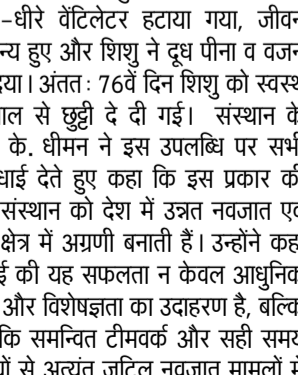 -धीरे वेंटिलेटर हटाया गया, जीवन
न्य हुए और शिशु ने दूध पीना व वजन
दया। अंततः 76वें दिन शिशु को स्वस्थ
ाल से छुट्टी दे दी गई। संस्थान के
के. धीमन ने इस उपलब्धि पर सभी
धाई देते हुए कहा कि इस प्रकार की
संस्थान को देश में उन्नत नवजात एवं
क्षेत्र में अग्रणी बनाती हैं। उन्होंने कहा
ई की यह सफलता न केवल आधुनिक
और विशेषज्ञता का उदाहरण है, बल्कि
कि समन्वित टीमवर्क और सही समय
ों से अत्यंत जटिल नवजात मामलों में